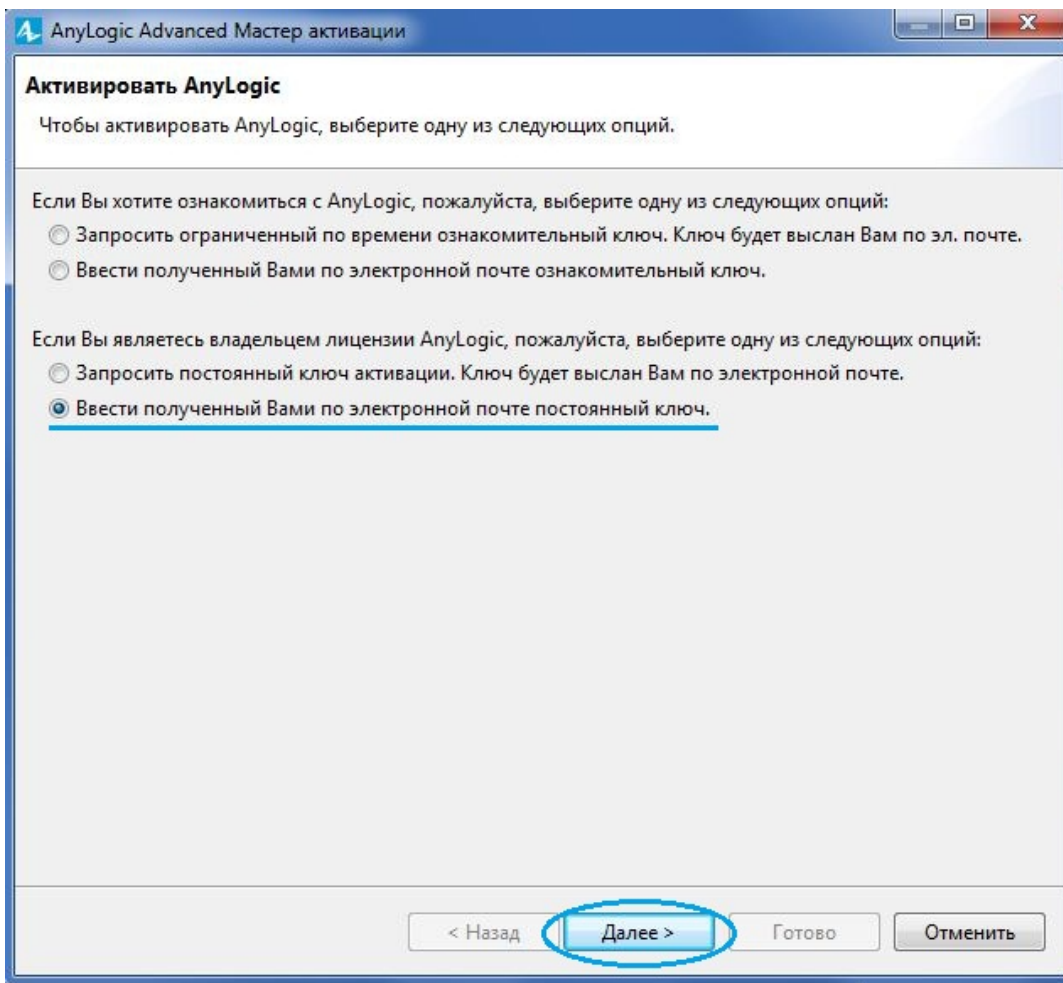 AnyLogic Advanced Мастер активации
Активировать AnyLogic
Чтобы активировать AnyLogic, выберите одну из следующих опций.
Если Вы хотите ознакомиться с AnyLogic, пожалуйста, выберите одну из следующих опций:
Запросить ограниченный по времени ознакомительный ключ. Ключ будет выслан Вам по эл. почте.
Ввести полученный Вами по электронной почте ознакомительный ключ.
Если Вы являетесь владельцем лицензии AnyLogic, пожалуйста, выберите одну из следующих опций:
Запросить постоянный ключ активации. Ключ будет выслан Вам по электронной почте.
Ввести полученный Вами по электронной почте постоянный ключ.
< Назад Далее > Готово Отменить